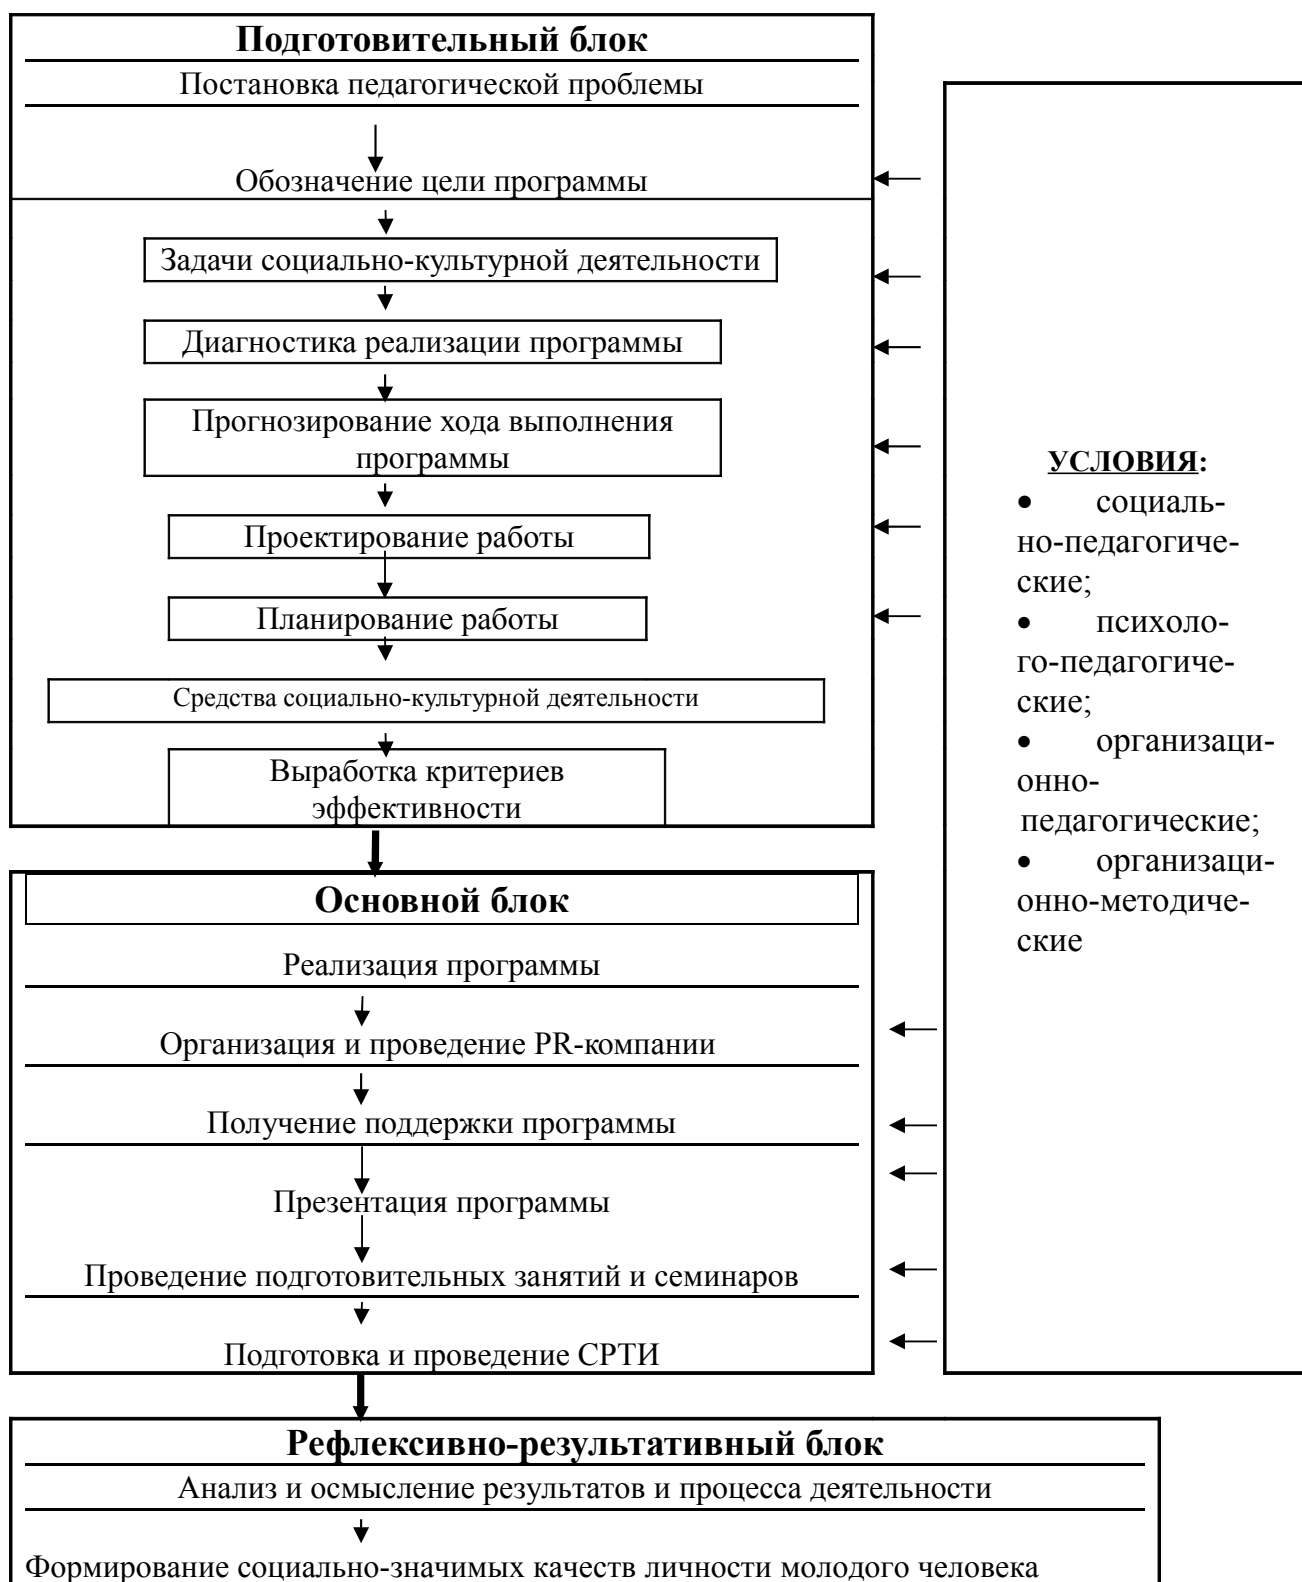 Подготовительный блок
Постановка педагогической проблемы
Обозначение цели программы
Задачи социально-культурной деятельности
Диагностика реализации программы
Прогнозирование хода выполнения
программы
Проектирование работы
Планирование работы
Средства социально-культурной деятельности
Выработка критериев
эффективности
Основной блок
Реализация программы
Организация и проведение PR-компании
Получение поддержки программы
Презентация программы
Проведение подготовительных занятий и семинаров
Подготовка и проведение СРТИ
УСЛОВИЯ:
• социаль-
но-педагогиче-
ские;
• психоло-
го-педагогиче-
ские;
• организаци-
онно-
педагогические;
• организаци-
онно-методиче-
ские
Рефлексивно-результативный блок
Анализ и осмысление результатов и процесса деятельности
Формирование социально-значимых качеств личности молодого человека